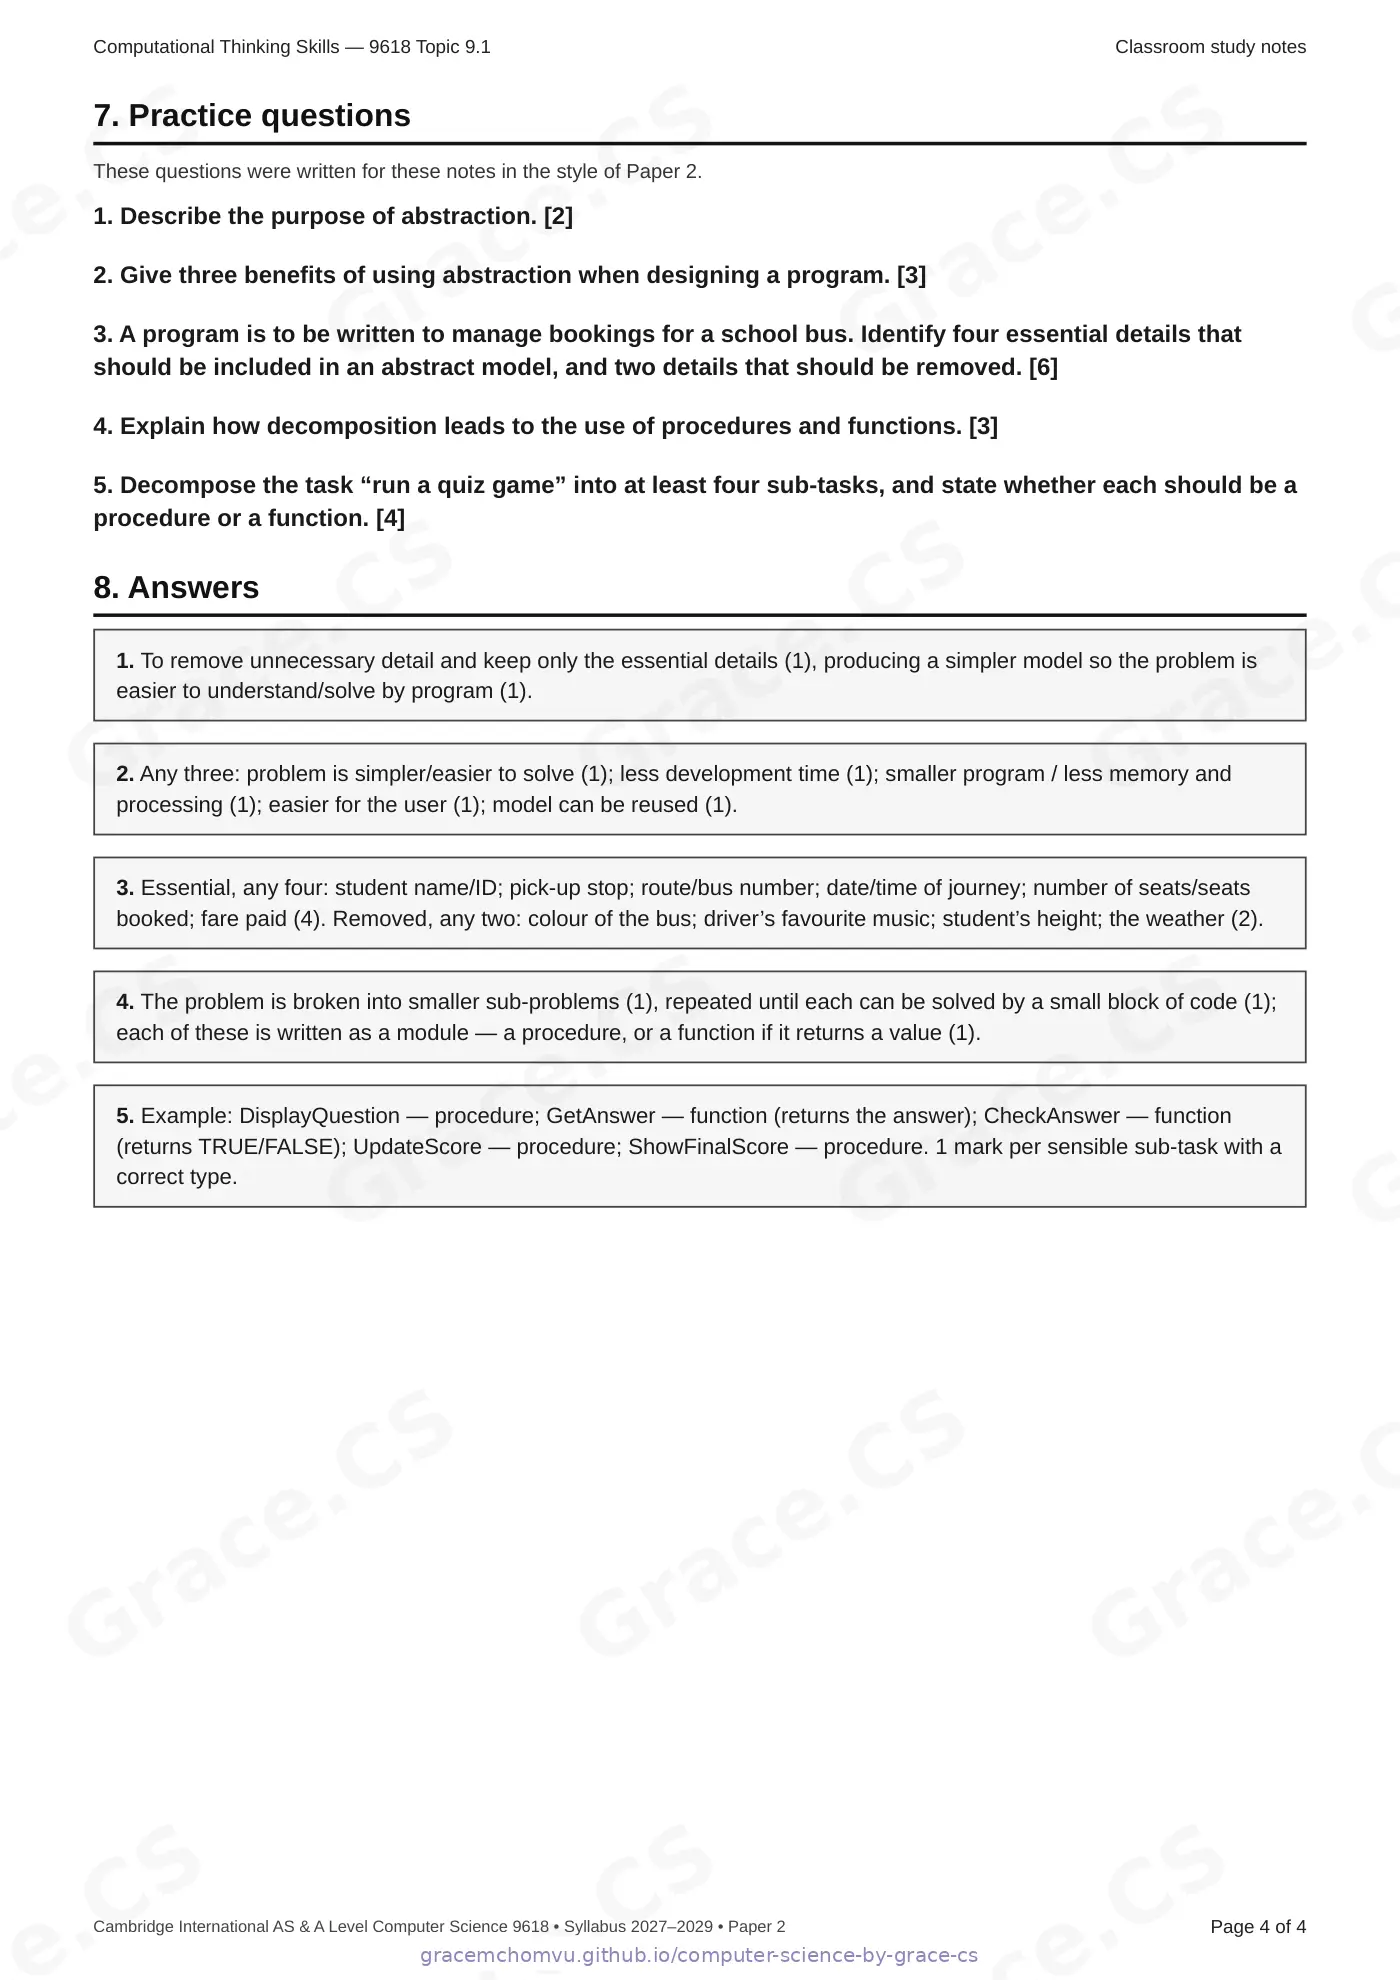 Computational Thinking Skills — 9618 Topic 9.1
Classroom study notes
7. Practice questions
These questions were written for these notes in the style of Paper 2.
1. Describe the purpose of abstraction. [2]
2. Give three benefits of using abstraction when designing a program. [3]
3. A program is to be written to manage bookings for a school bus. Identify four essential details that
should be included in an abstract model, and two details that should be removed. [6]
4. Explain how decomposition leads to the use of procedures and functions. [3]
5. Decompose the task “run a quiz game” into at least four sub-tasks, and state whether each should be a
procedure or a function. [4]
8. Answers
1. To remove unnecessary detail and keep only the essential details (1), producing a simpler model so the problem is
easier to understand/solve by program (1).
2. Any three: problem is simpler/easier to solve (1); less development time (1); smaller program / less memory and
processing (1); easier for the user (1); model can be reused (1).
3. Essential, any four: student name/ID; pick-up stop; route/bus number; date/time of journey; number of seats/seats
booked; fare paid (4). Removed, any two: colour of the bus; driver’s favourite music; student’s height; the weather (2).
4. The problem is broken into smaller sub-problems (1), repeated until each can be solved by a small block of code (1);
each of these is written as a module — a procedure, or a function if it returns a value (1).
5. Example: DisplayQuestion — procedure; GetAnswer — function (returns the answer); CheckAnswer — function
(returns TRUE/FALSE); UpdateScore — procedure; ShowFinalScore — procedure. 1 mark per sensible sub-task with a
correct type.
Grace.CS
Cambridge International AS & A Level Computer Science 9618 • Syllabus 2027–2029 • Paper 2
Page 4 of 4
gracemchomvu.github.io/computer-science-by-grace-cs